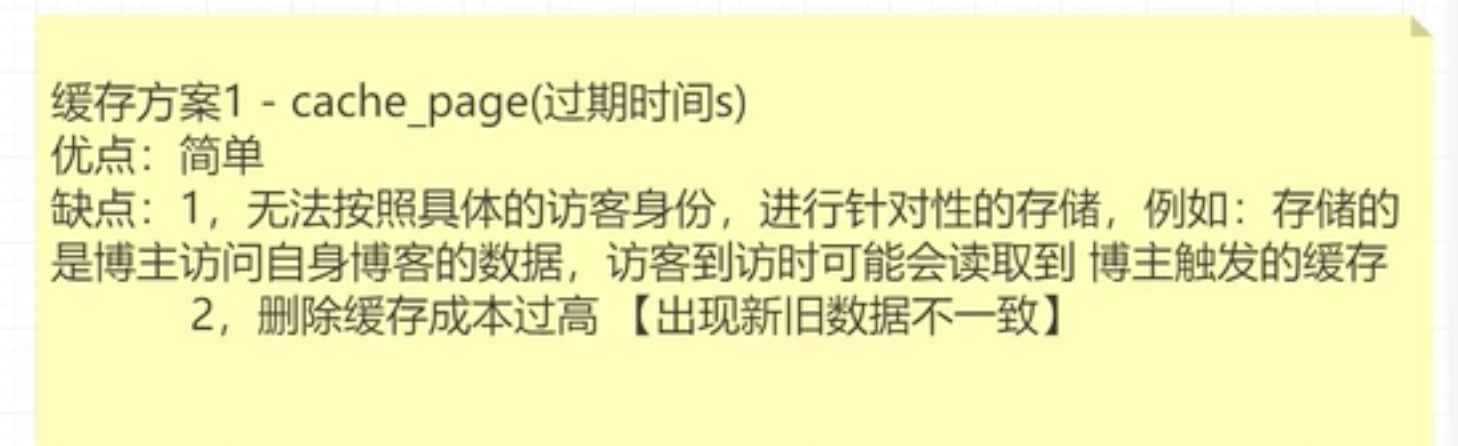 缓存方案1 - cache_page(过期时间s)
优点：简单
缺点：1，无法按照具体的访客身份，进行针对性的存储，例如：存储的
是博主访问自身博客的数据，访客到访时可能会读取到 博主触发的缓存
2，删除缓存成本过高 【出现新旧数据不一致】